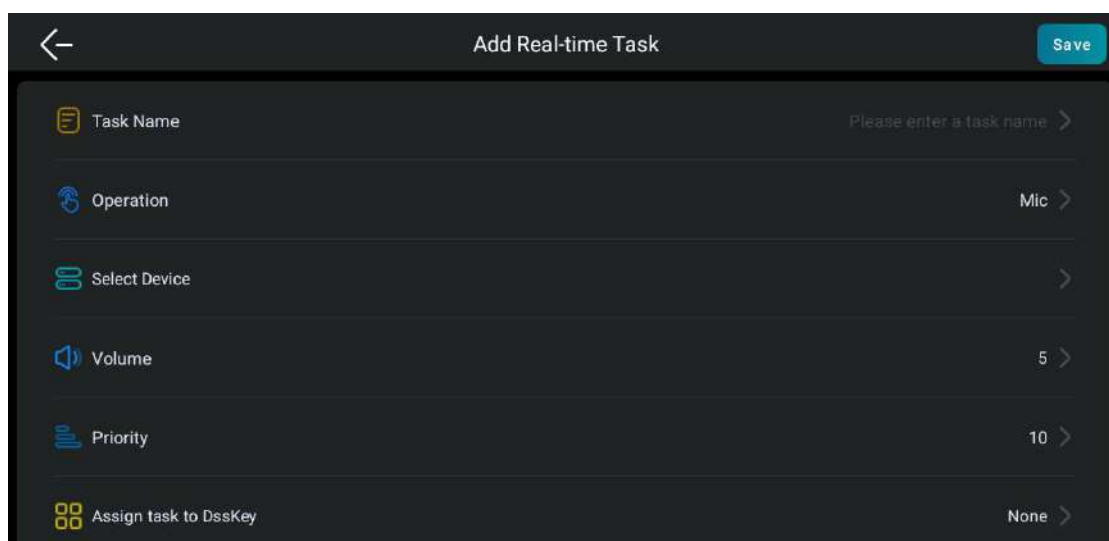 Add Real-time Task
Save
Task Name
Please enter a task name
Operation
Mic
Select Device
Volume
5
Priority
10
Assign task to DssKey
None